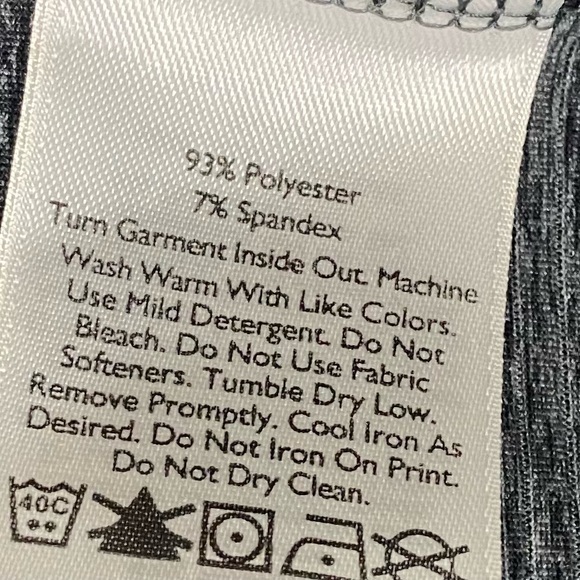 93% Polyester
7% Spandex
Turn Garment Inside Out. Machine
Wash Warm With Like Colors.
Use Mild Detergent. Do Not
Bleach. Do Not Use Fabric
Softeners. Tumble Dry Low.
Remove Promptly. Cool Iron As
Desired. Do Not Iron On Print.
Do Not Dry Clean.
40C